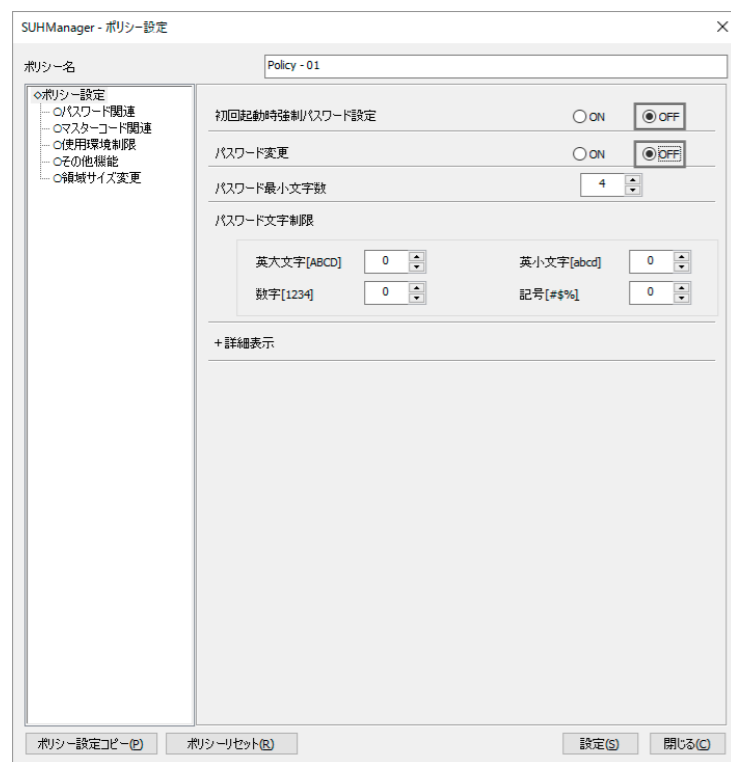 SUHManager - ポリシー設定
ポリシー名 Policy - 01
ポリシー設定
パスワード関連
マスターコード関連
使用環境制限
その他機能
領域サイズ変更
初回起動時強制パスワード設定 ON OFF
パスワード変更 ON OFF
パスワード最小文字数 4
パスワード文字制限
英大文字[ABCD] 0 英小文字[abcd] 0
数字[1234] 0 記号[#$%] 0
+詳細表示
ポリシー設定コピー(P) ポリシーリセット(R) 設定(S) 閉じる(C)